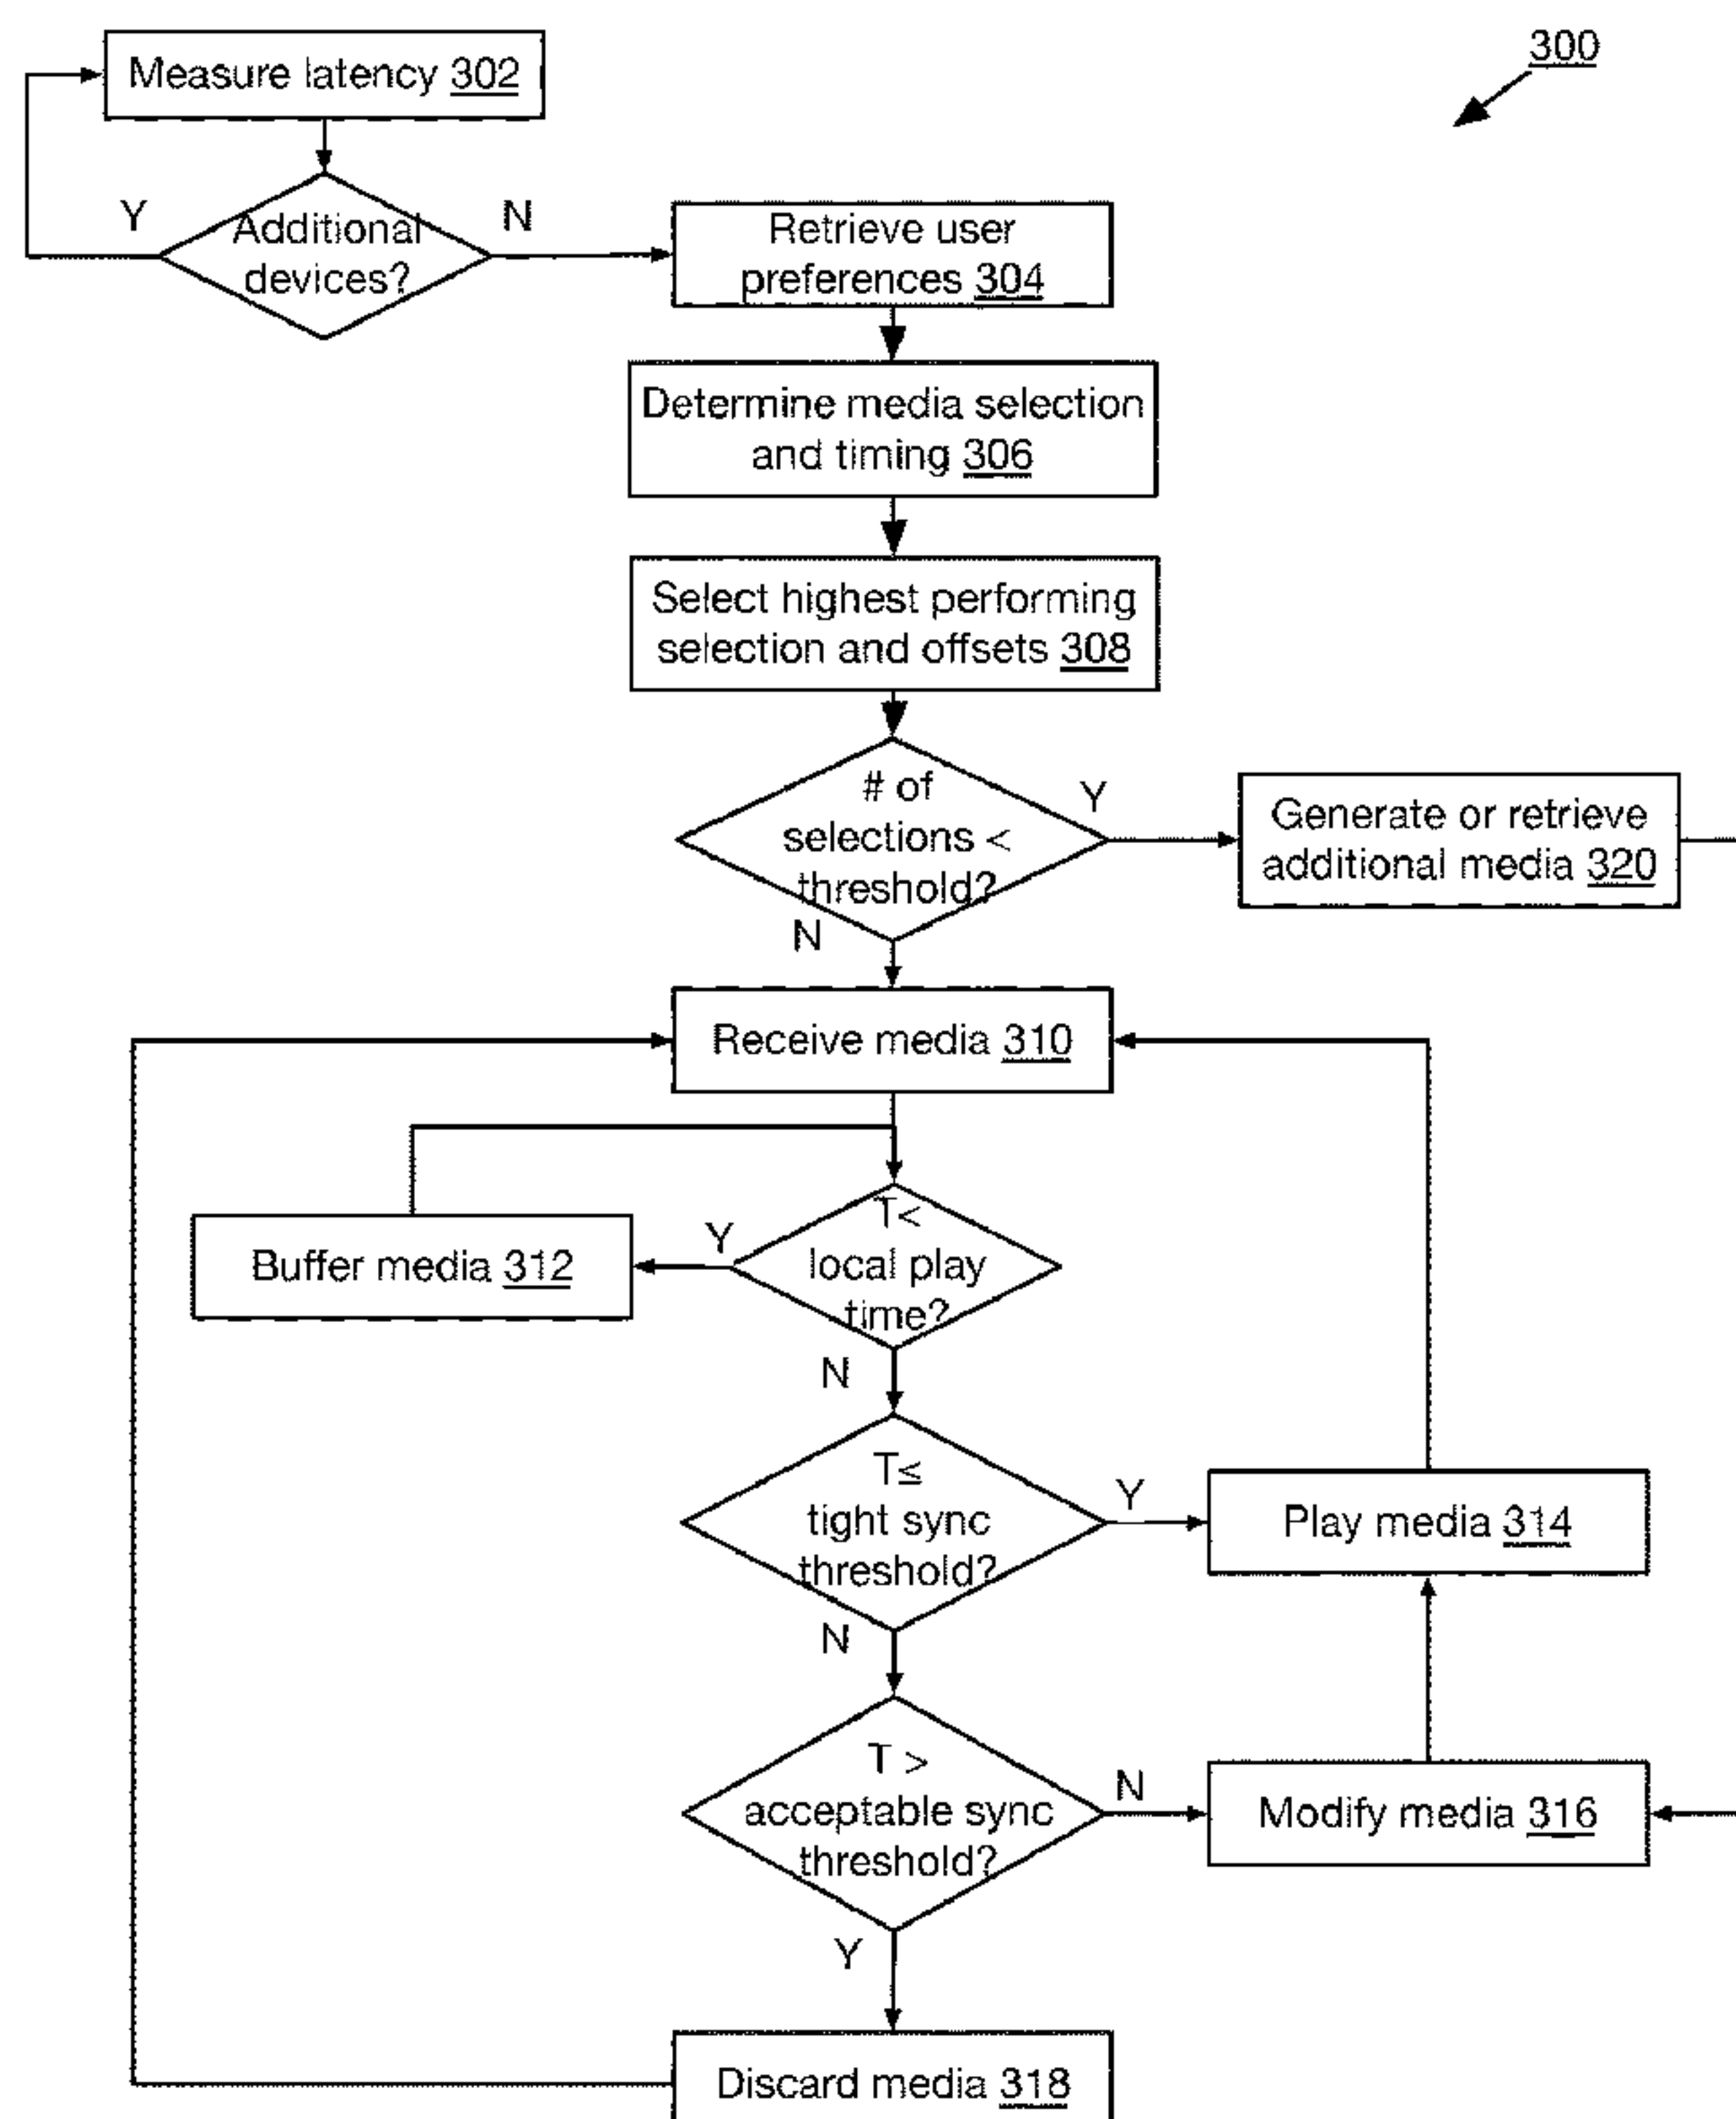 300
Measure latency 302
Y
Additional
devices?
N
Retrieve user
preferences 304
Determine media selection
and timing 306
Select highest performing
selection and offsets 308
# of
selections <
threshold?
Y
Generate or retrieve
additional media 320
N
Receive media 310
T<
local play
time?
Y
Buffer media 312
N
T≤
tight sync
threshold?
Y
Play media 314
N
T >
acceptable sync
threshold?
N
Modify media 316
Y
Discard media 318